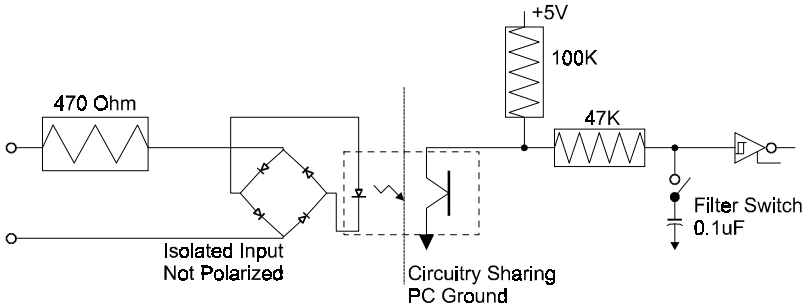 +5V
100K
470 Ohm
47K
Filter Switch
0.1uF
Isolated Input
Not Polarized
Circuitry Sharing
PC Ground